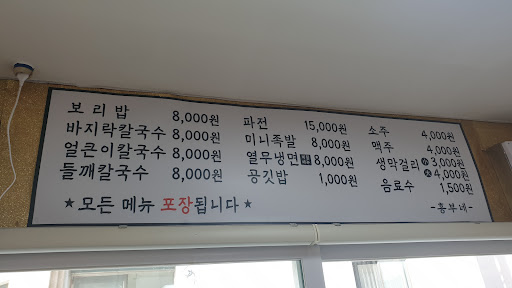 보리밥 8,000원
바지락칼국수 8,000원
얼큰이칼국수 8,000원
들깨칼국수 8,000원
파전 15,000원
미니족발 8,000원
열무냉면 8,000원
공깃밥 1,000원
소주 4,000원
맥주 4,000원
생막걸리 3,000원
4,000원
음료수 1,500원
★모든 메뉴 포장됩니다★
-흥부네-